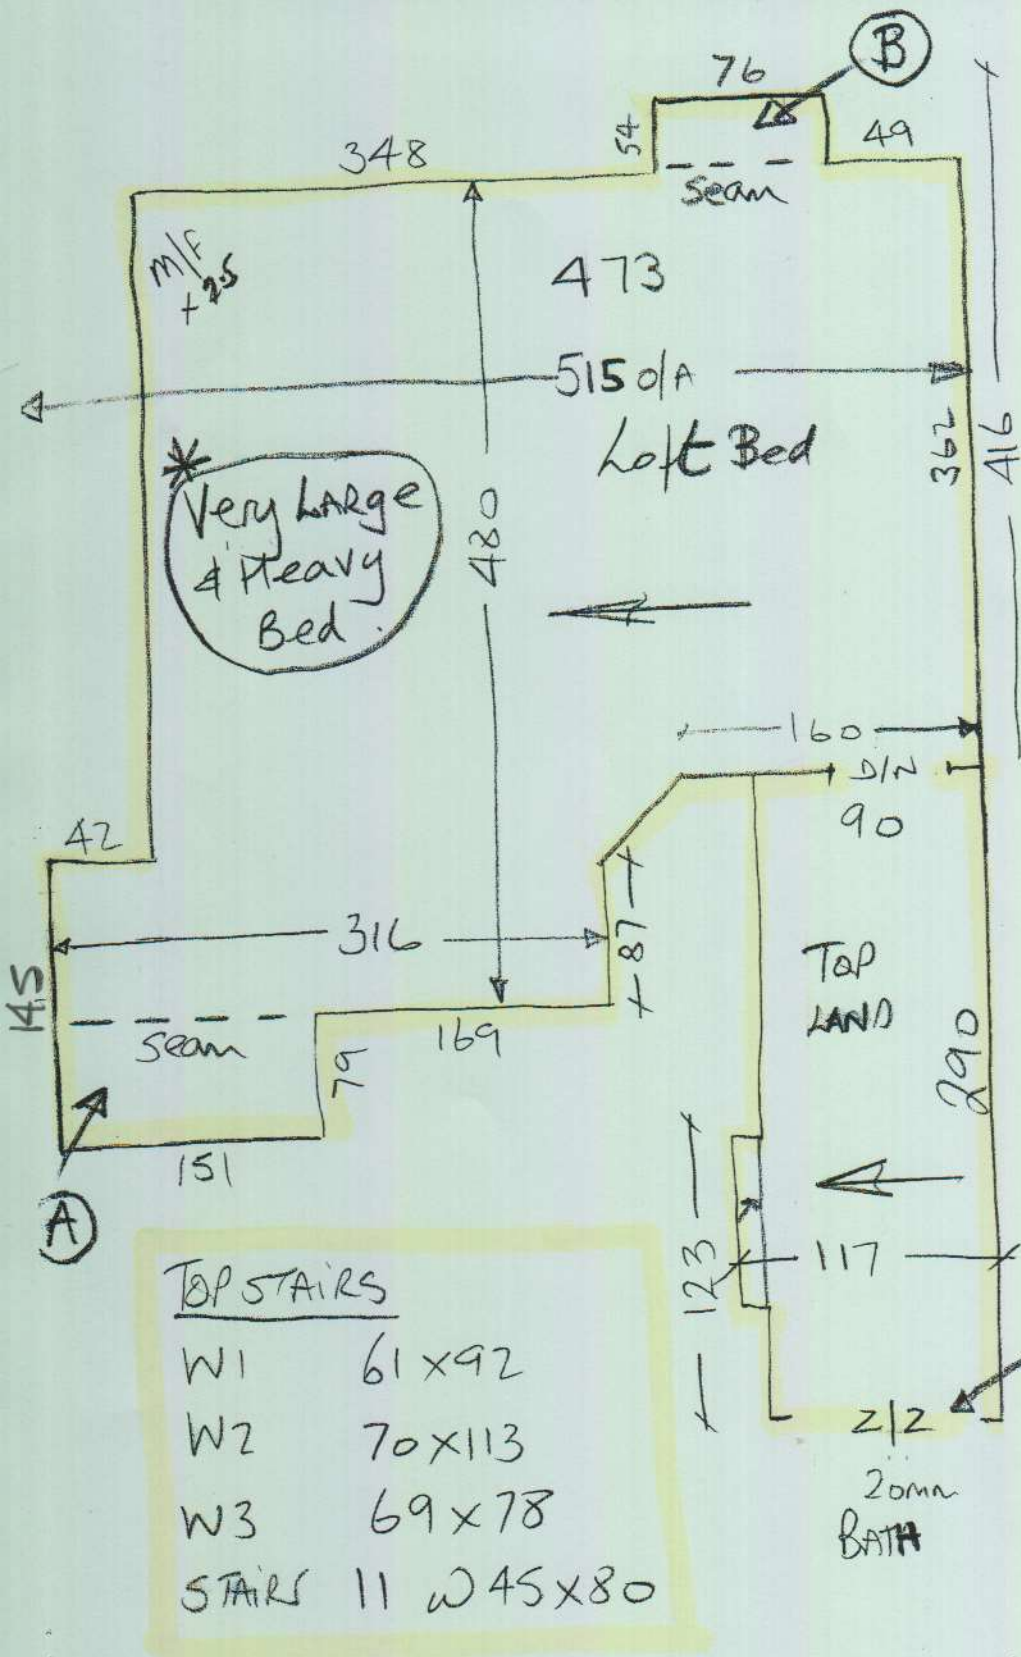 B
76
54
49
348
seam
M/F
+ 2.5
473
515 O/A
Loft Bed
362
416
*
Very LARge
& Heavy
Bed.
480
160
D/N
90
42
316
87
145
seam
79
169
TOP
LAND
290
151
A
123
117
Z/Z
20mm
BATH
TOP STAiRS
W1 61 x 92
W2 70 x 113
W3 69 x 78
STAiRS 11 @ 45 x 80